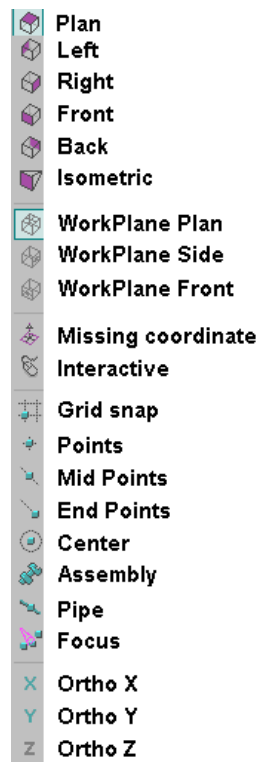 Plan
Left
Right
Front
Back
Isometric
WorkPlane Plan
WorkPlane Side
WorkPlane Front
Missing coordinate
Interactive
Grid snap
Points
Mid Points
End Points
Center
Assembly
Pipe
Focus
X Ortho X
Y Ortho Y
Z Ortho Z